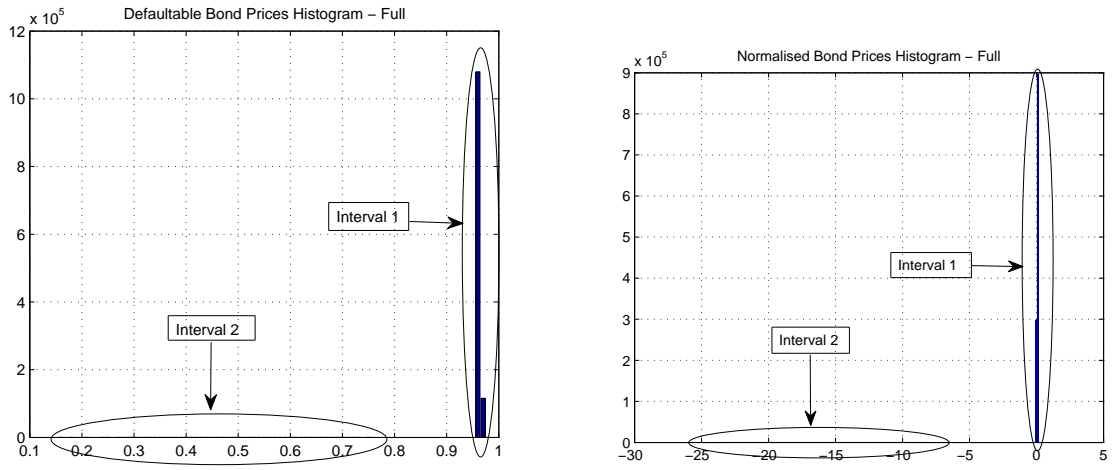 Defaultable Bond Prices Histogram – Full
x 10^5
12
10
8
6
4
2
0
0.1 0.2 0.3 0.4 0.5 0.6 0.7 0.8 0.9 1
Interval 1
Interval 2
Normalised Bond Prices Histogram – Full
x 10^5
9
8
7
6
5
4
3
2
1
0
−30 −25 −20 −15 −10 −5 0 5
Interval 1
Interval 2